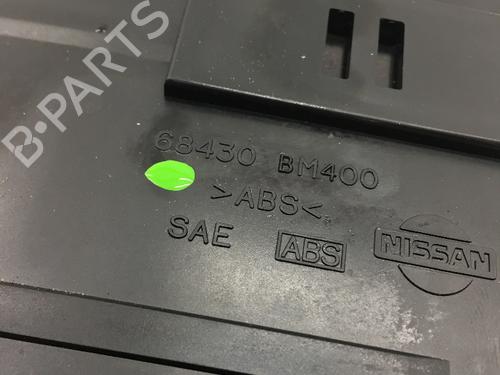 B-PARTS
68430 BM400
>ABS<
SAE
ABS
NISSAN